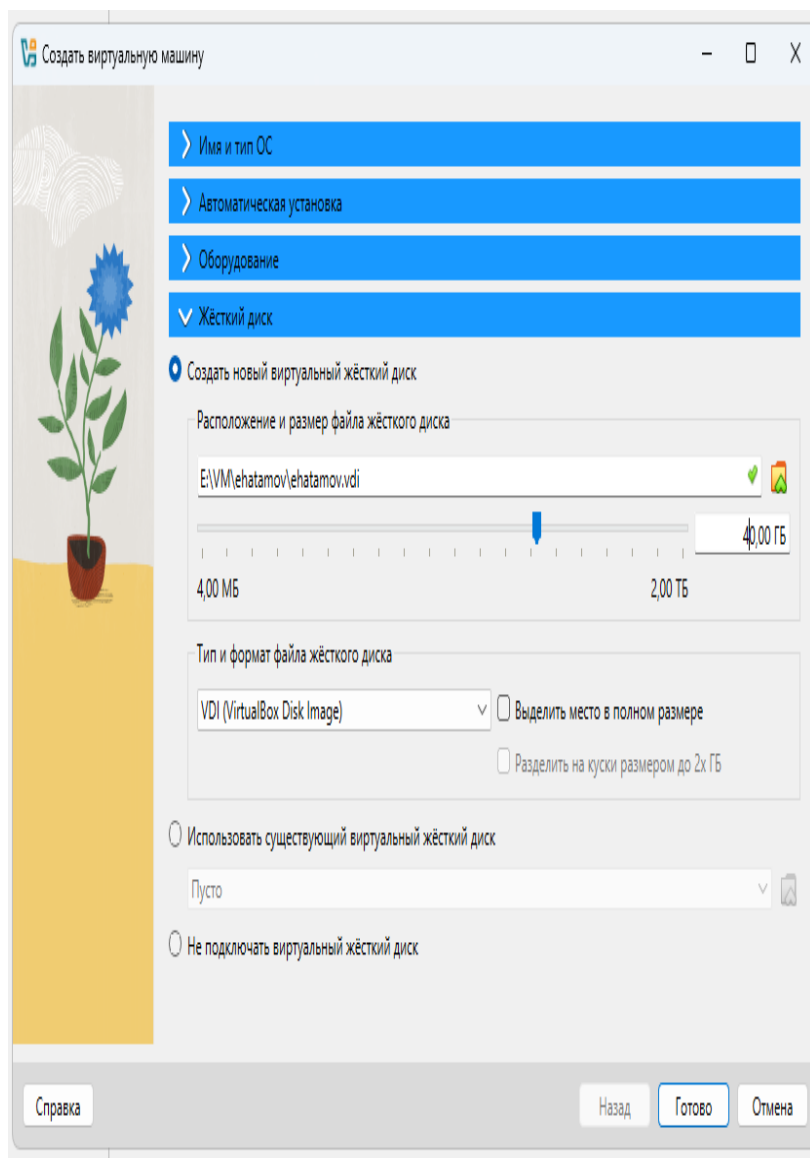 Создать виртуальную машину
Имя и тип ОС
Автоматическая установка
Оборудование
Жёсткий диск
Создать новый виртуальный жёсткий диск
Расположение и размер файла жёсткого диска
E:\VM\ehatamov\ehatamov.vdi
40,00 ГБ
4,00 МБ 2,00 ТБ
Тип и формат файла жёсткого диска
VDI (VirtualBox Disk Image) Выделить место в полном размере
Разделить на куски размером до 2х ГБ
Использовать существующий виртуальный жёсткий диск
Пусто
Не подключать виртуальный жёсткий диск
Справка Назад Готово Отмена